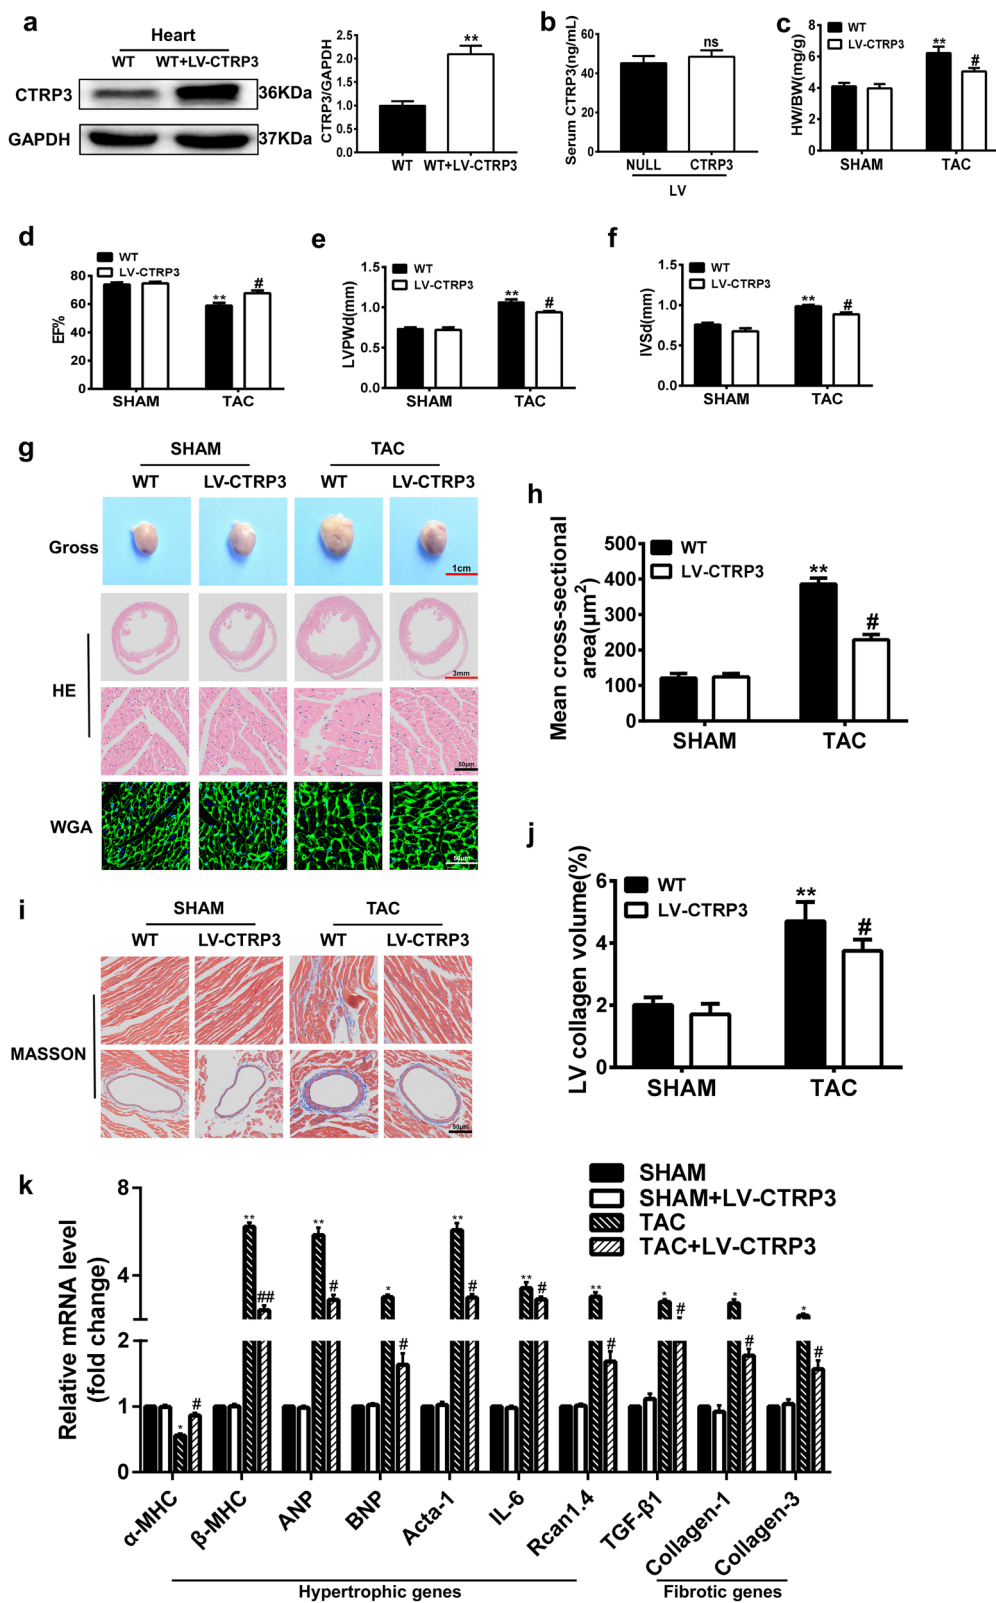 a
Heart
WT WT+LV-CTRP3
CTRP3 36KDa
GAPDH 37KDa
CTRP3/GAPDH
2.5
2.0
1.5
1.0
0.5
0.0
**
WT WT+LV-CTRP3
b
Serum CTRP3(ng/mL)
60
40
20
0
ns
NULL CTRP3
LV
c
HW/BW(mg/g)
WT
LV-CTRP3
8
6
4
2
0
** #
SHAM TAC
d
EF%
WT
LV-CTRP3
80
60
40
20
0
** #
SHAM TAC
e
LVPWd(mm)
WT
LV-CTRP3
1.5
1.0
0.5
0.0
** #
SHAM TAC
f
IVSd(mm)
WT
LV-CTRP3
1.5
1.0
0.5
0.0
** #
SHAM TAC
g
SHAM TAC
WT LV-CTRP3 WT LV-CTRP3
Gross
1cm
HE
3mm
50μm
WGA
50μm
h
Mean cross-sectional
area(μm²)
WT
LV-CTRP3
500
400
300
200
100
0
** #
SHAM TAC
i
SHAM TAC
WT LV-CTRP3 WT LV-CTRP3
MASSON
50μm
j
LV collagen volume(%)
WT
LV-CTRP3
6
4
2
0
** #
SHAM TAC
k
Relative mRNA level
(fold change)
SHAM
SHAM+LV-CTRP3
TAC
TAC+LV-CTRP3
8
4
2
1
0
* # ** ## ** # * # ** # ** # ** # * # * # * #
α-MHC β-MHC ANP BNP Acta-1 IL-6 Rcan1.4 TGF-β1 Collagen-1 Collagen-3
Hypertrophic genes Fibrotic genes